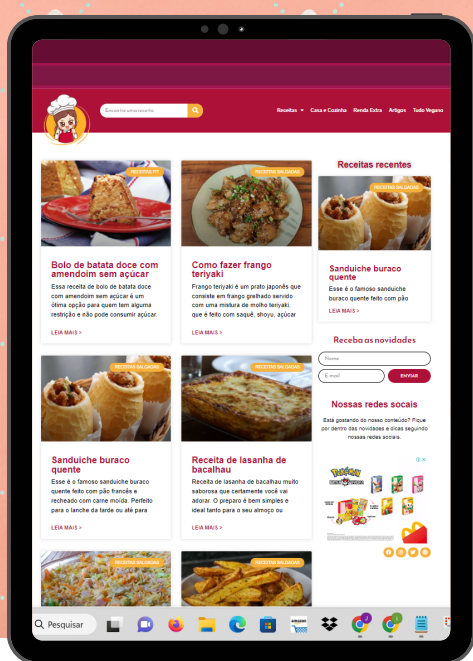 Encontre uma receita
Receitas
Casa e Cozinha
Renda Extra
Artigos
Tudo Vegano
RECEITAS FIT
Bolo de batata doce com
amendoim sem açúcar
Essa receita de bolo de batata doce
com amendoim sem açúcar é um
ótima opção para quem tem alguma
restrição e não pode consumir açúcar.
LEIA MAIS >
RECEITAS SALGADAS
Como fazer frango
teriyaki
Frango teriyaki é um prato japonês que
consiste em frango grelhado servido
com uma mistura de molho teriyaki,
que é feito com saquê, shoyu, açúcar
LEIA MAIS >
Receitas recentes
RECEITAS SALGADAS
Sanduiche buraco
quente
Esse é o famoso sanduiche
buraco quente feito com pão
LEIA MAIS >
Receba as novidades
Nome
E-mail
ENVIAR
Nossas redes socais
Está gostando do nosso conteúdo? Fique
por dentro das novidades e dicas seguindo
nossas redes sociais.
POKÉMON
RECEITAS SALGADAS
Sanduiche buraco
quente
Esse é o famoso sanduiche buraco
quente feito com pão francês e
recheado com carne moída. Perfeito
para o lanche da tarde ou até para
LEIA MAIS >
RECEITAS SALGADAS
Receita de lasanha de
bacalhau
Receita de lasanha de bacalhau muito
saborosa que certamente você vai
adorar. O preparo é bem simples e
ideal tanto para o seu almoço ou
LEIA MAIS >
RECEITAS SALGADAS
RECEITAS SALGADAS
Pesquisar
amazon
J
J